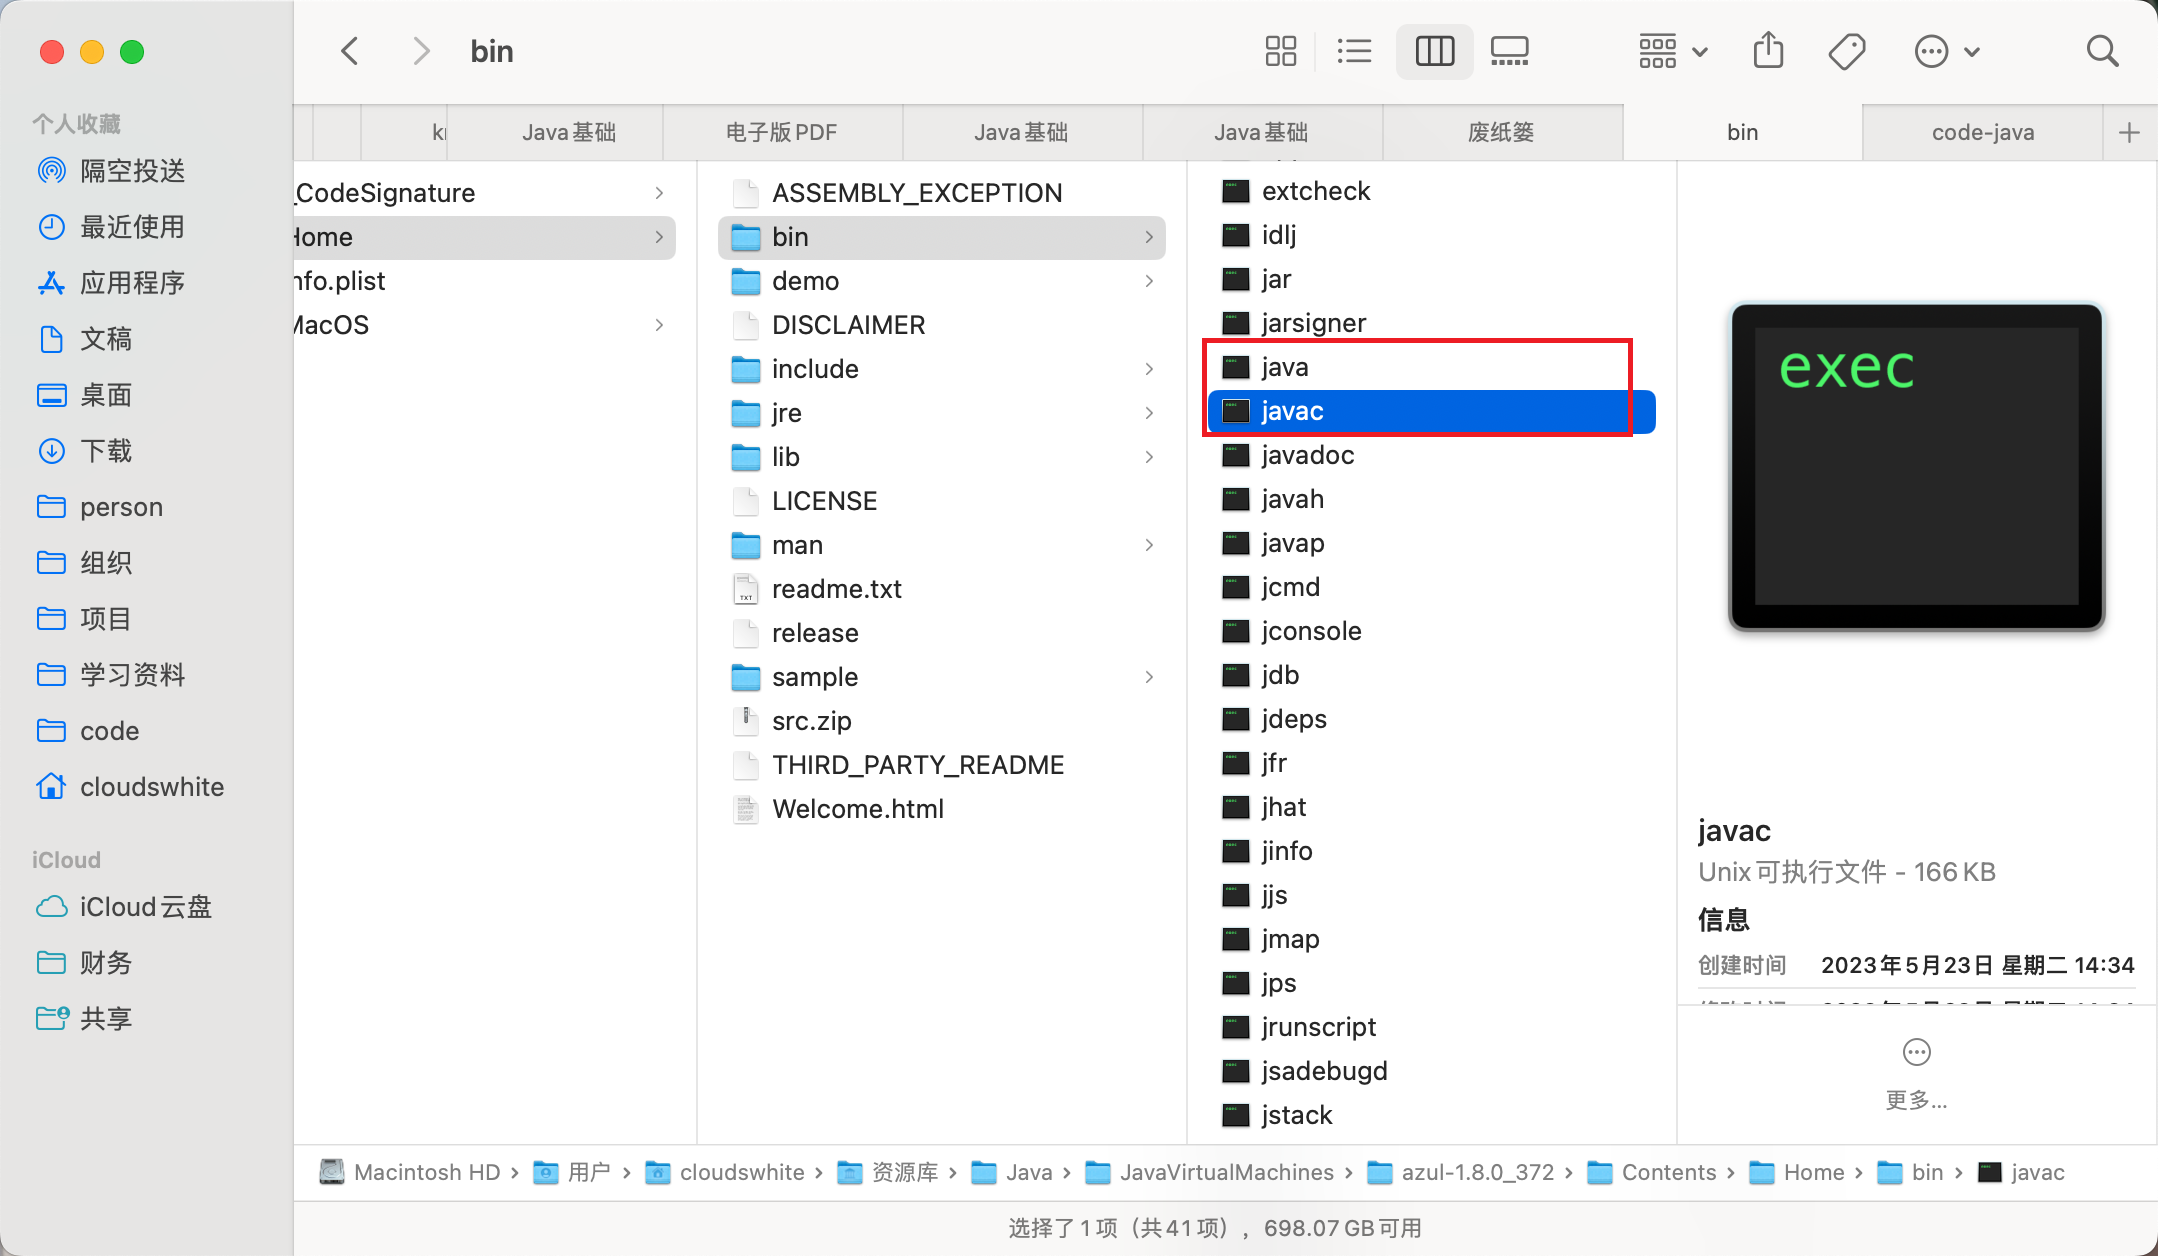 bin
个人收藏
隔空投送
最近使用
应用程序
文稿
桌面
下载
person
组织
项目
学习资料
code
cloudswhite
iCloud
iCloud云盘
财务
共享
Java基础
电子版PDF
Java基础
Java基础
废纸篓
bin
code-java
_CodeSignature
Home
nfo.plist
MacOS
ASSEMBLY_EXCEPTION
bin
demo
DISCLAIMER
include
jre
lib
LICENSE
man
readme.txt
release
sample
src.zip
THIRD_PARTY_README
Welcome.html
extcheck
idlj
jar
jarsigner
java
javac
javadoc
javah
javap
jcmd
jconsole
jdb
jdeps
jfr
jhat
jinfo
jjs
jmap
jps
jrunscript
jsadebugd
jstack
exec
javac
Unix可执行文件 - 166 KB
信息
创建时间 2023年5月23日 星期二 14:34
更多...
Macintosh HD › 用户 › cloudswhite › 资源库 › Java › JavaVirtualMachines › azul-1.8.0_372 › Contents › Home › bin › javac
选择了1项（共41项），698.07 GB可用